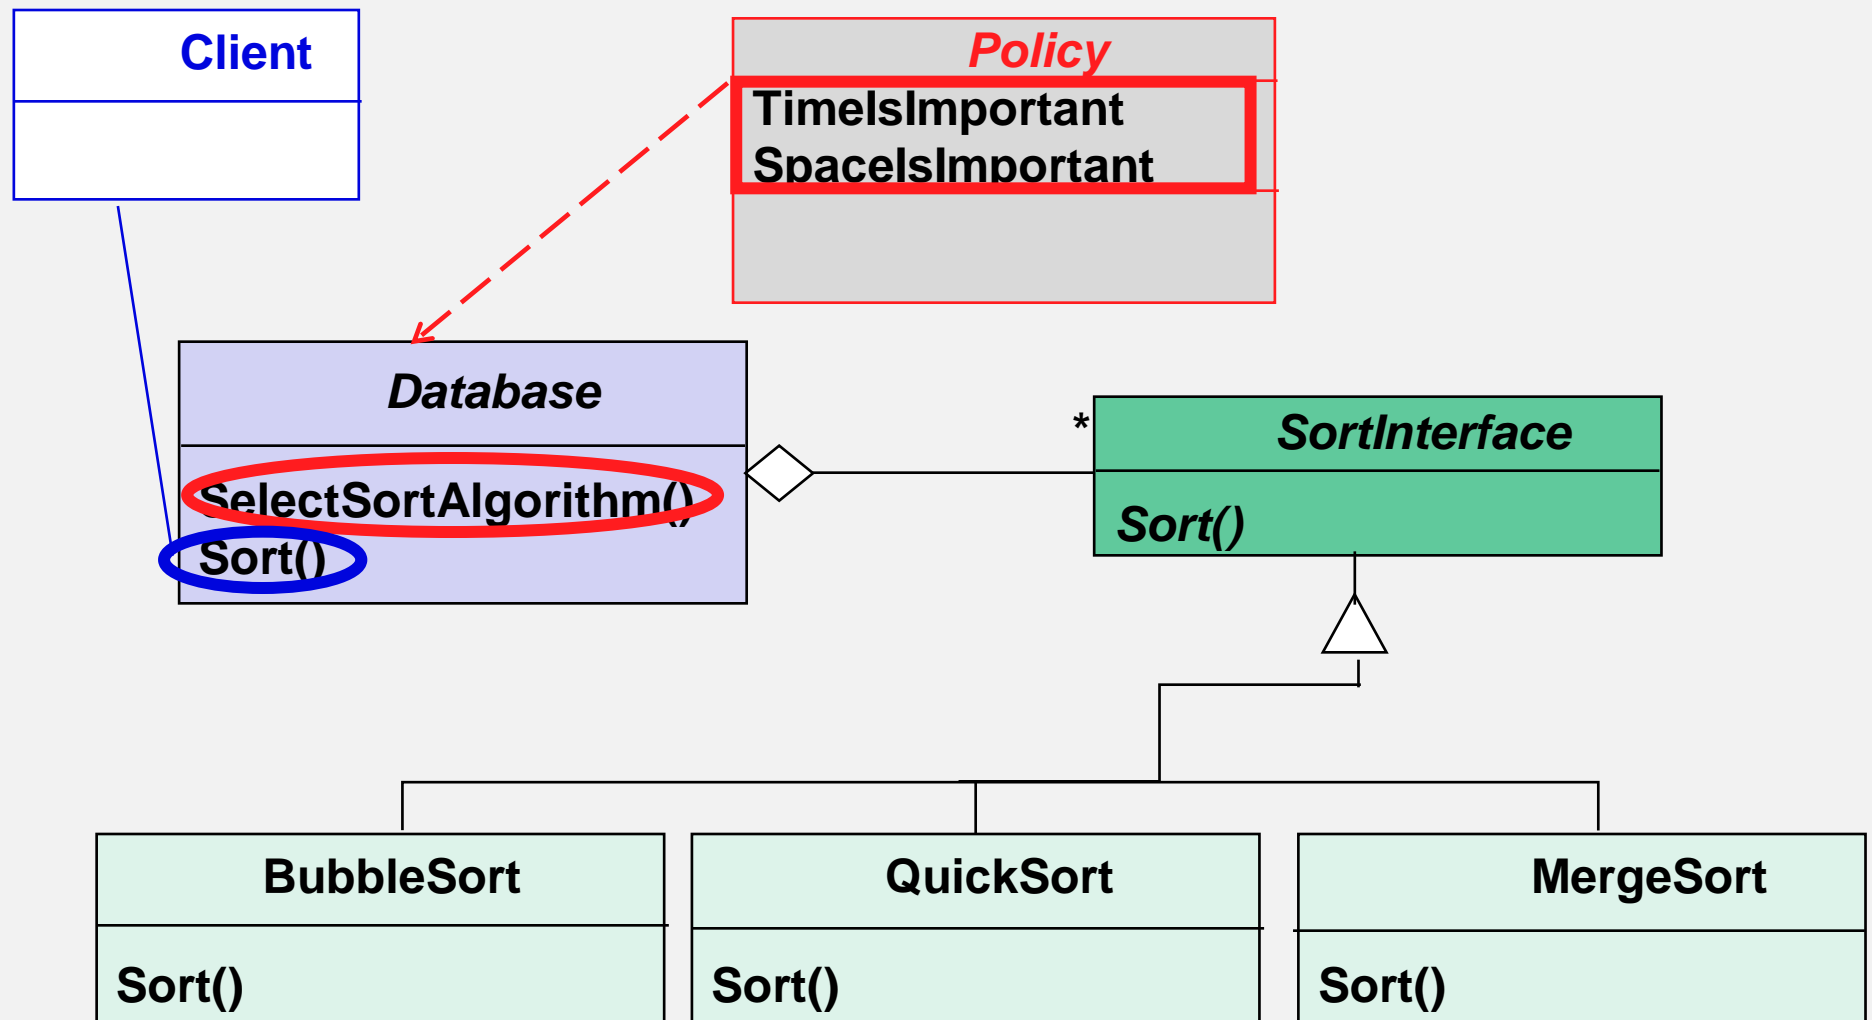 Client
Policy
TimeIsImportant
SpaceIsImportant
Database
SelectSortAlgorithm()
Sort()
*
SortInterface
Sort()
BubbleSort
Sort()
QuickSort
Sort()
MergeSort
Sort()